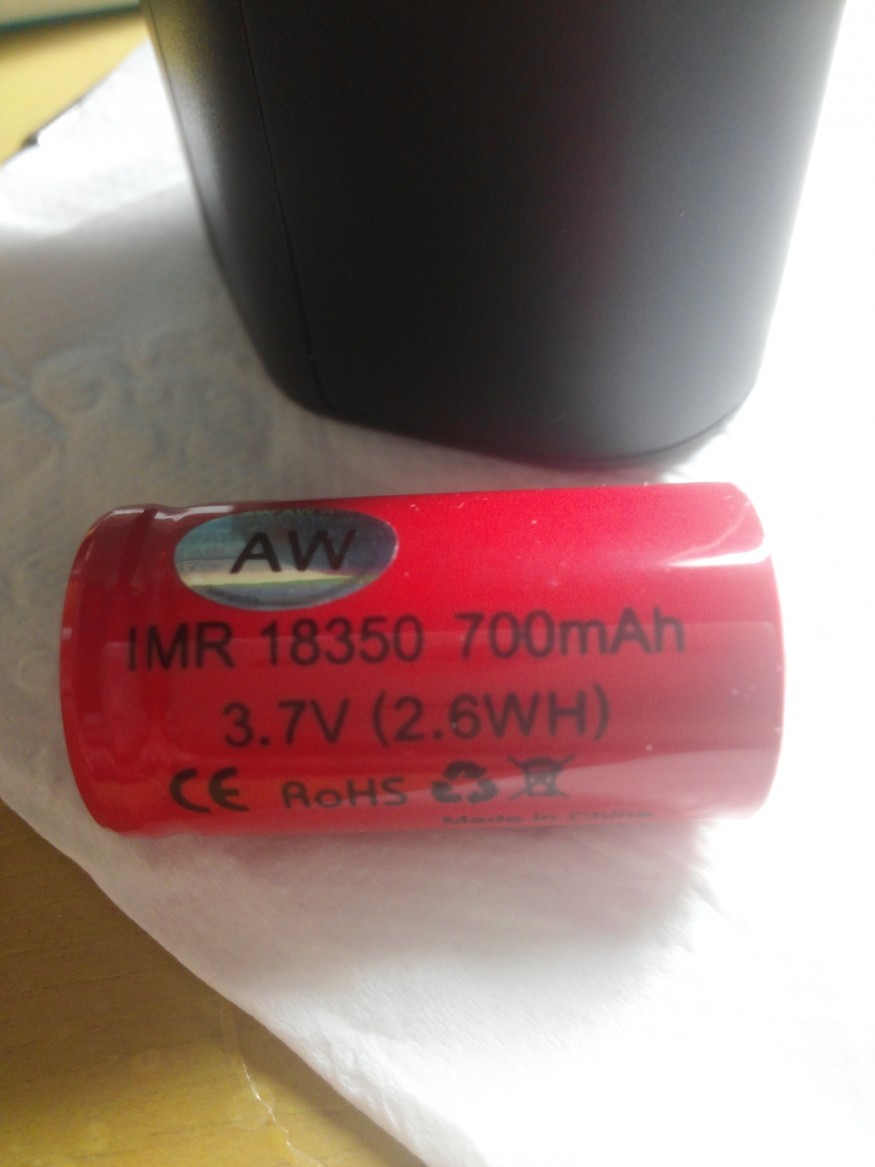 AW
IMR 18350 700mAh
3.7V (2.6WH)
CE RoHS
Made in China